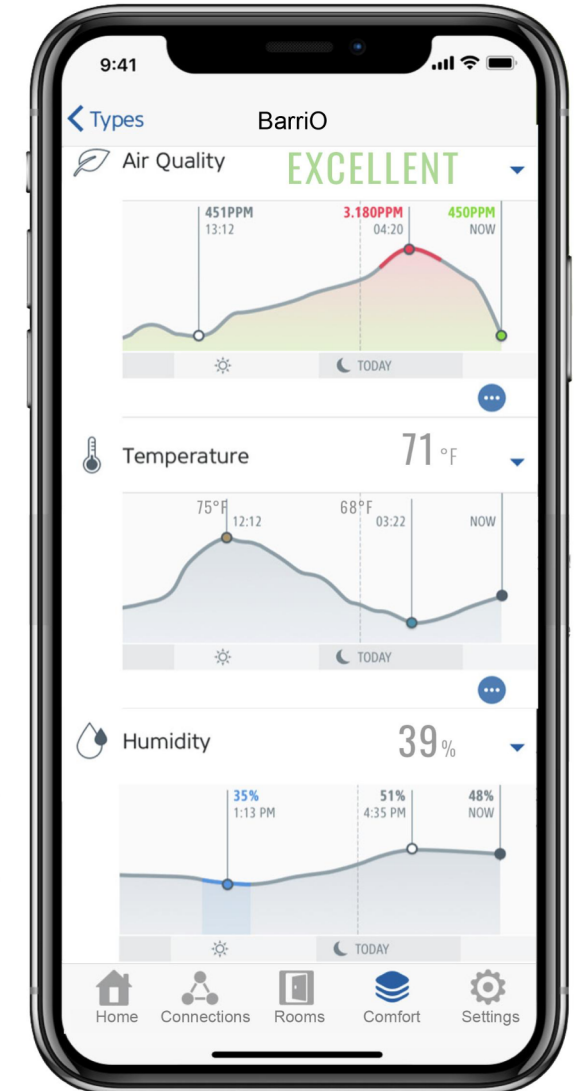 9:41
Types
BarriO
Air Quality
EXCELLENT
451PPM
13:12
3.180PPM
04:20
450PPM
NOW
TODAY
Temperature
71 °F
75°F
12:12
68°F
03:22
NOW
TODAY
Humidity
39%
35%
1:13 PM
51%
4:35 PM
48%
NOW
TODAY
Home Connections Rooms Comfort Settings